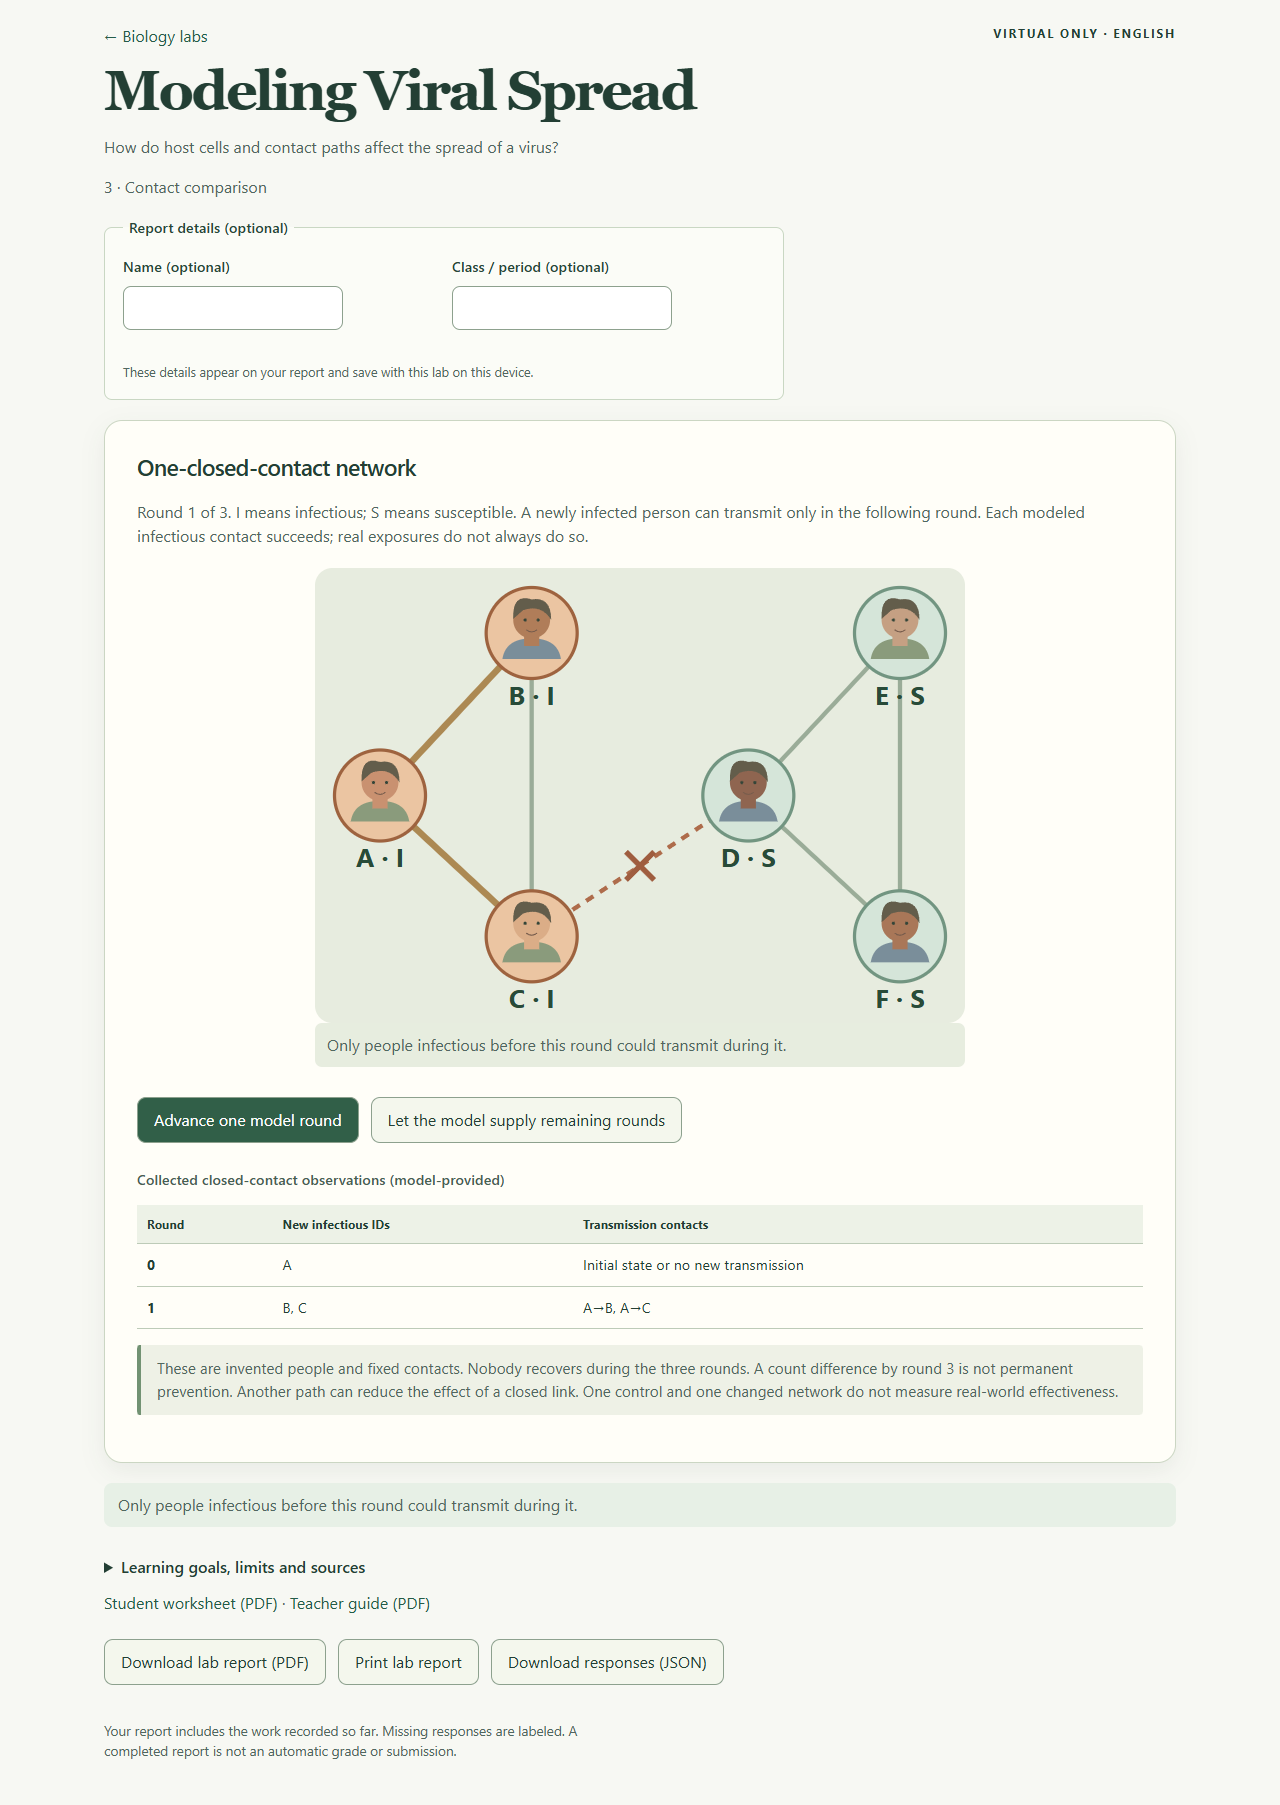 ← Biology labs
VIRTUAL ONLY · ENGLISH
Modeling Viral Spread
How do host cells and contact paths affect the spread of a virus?
3 · Contact comparison
Report details (optional)
Name (optional)
Class / period (optional)
These details appear on your report and save with this lab on this device.
One-closed-contact network
Round 1 of 3. I means infectious; S means susceptible. A newly infected person can transmit only in the following round. Each modeled
infectious contact succeeds; real exposures do not always do so.
B · I
E · S
A · I
D · S
C · I
F · S
Only people infectious before this round could transmit during it.
Advance one model round
Let the model supply remaining rounds
Collected closed-contact observations (model-provided)
Round New infectious IDs Transmission contacts
0 A Initial state or no new transmission
1 B, C A→B, A→C
These are invented people and fixed contacts. Nobody recovers during the three rounds. A count difference by round 3 is not permanent
prevention. Another path can reduce the effect of a closed link. One control and one changed network do not measure real-world effectiveness.
Only people infectious before this round could transmit during it.
▶ Learning goals, limits and sources
Student worksheet (PDF) · Teacher guide (PDF)
Download lab report (PDF)
Print lab report
Download responses (JSON)
Your report includes the work recorded so far. Missing responses are labeled. A
completed report is not an automatic grade or submission.